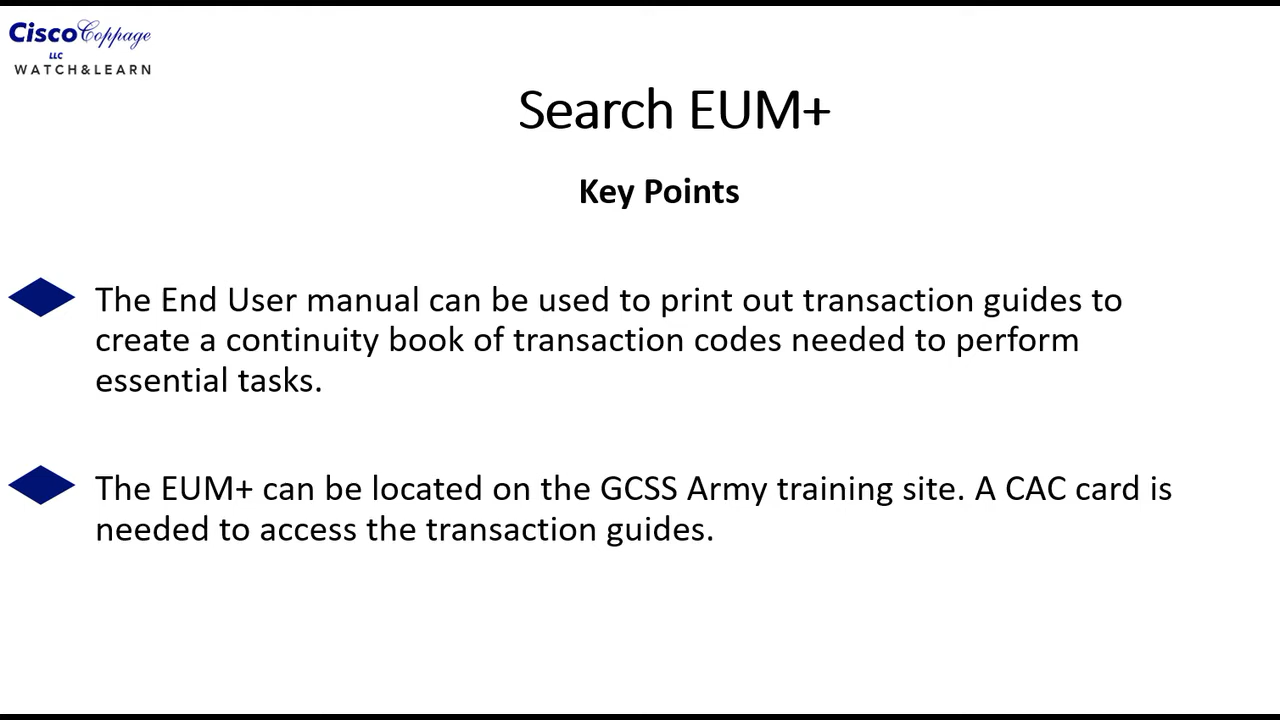 CiscoCoppage
LLC
WATCH&LEARN
Search EUM+
Key Points
The End User manual can be used to print out transaction guides to
create a continuity book of transaction codes needed to perform
essential tasks.
The EUM+ can be located on the GCSS Army training site. A CAC card is
needed to access the transaction guides.